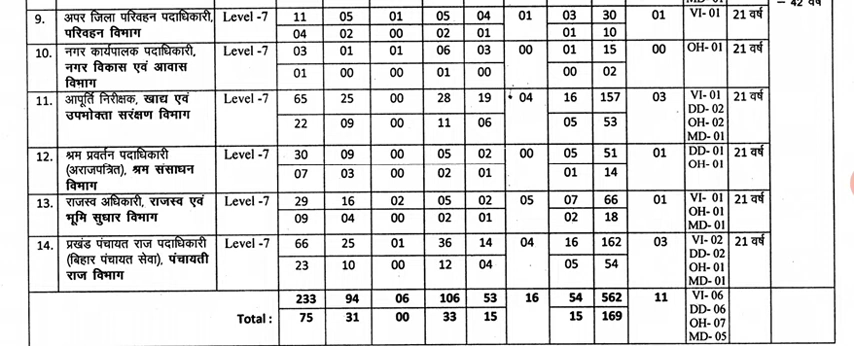 MD- 01
- 42 वर्ष
9. अपर जिला परिवहन पदाधिकारी, Level -7 11 05 01 05 04 01 03 30 01 VI- 01 21 वर्ष
परिवहन विभाग 04 02 00 02 01 01 10
10. नगर कार्यपालक पदाधिकारी, Level -7 03 01 01 06 03 00 01 15 00 OH- 01 21 वर्ष
नगर विकास एवं आवास 01 00 00 01 00 00 02
विभाग
11. आपूर्ति निरीक्षक, खाद्य एवं Level -7 65 25 00 28 19 04 16 157 03 VI- 01 21 वर्ष
उपभोक्ता सरंक्षण विभाग 22 09 00 11 06 05 53 DD- 02
OH- 02
MD- 01
12. श्रम प्रवर्तन पदाधिकारी Level -7 30 09 00 05 02 00 05 51 01 DD- 01 21 वर्ष
(अराजपत्रित), श्रम संसाधन 07 03 00 02 01 01 14 OH- 01
विभाग
13. राजस्व अधिकारी, राजस्व एवं Level -7 29 16 02 05 02 05 07 66 01 VI- 01 21 वर्ष
भूमि सुधार विभाग 09 04 00 02 01 02 18 OH- 01
MD- 01
14. प्रखंड पंचायत राज पदाधिकारी Level -7 66 25 01 36 14 04 16 162 03 VI- 02 21 वर्ष
(बिहार पंचायत सेवा), पंचायती 23 10 00 12 04 05 54 DD- 02
राज विभाग OH- 01
MD- 01
233 94 06 106 53 16 54 562 11 VI- 06
Total : 75 31 00 33 15 15 169 DD- 06
OH- 07
MD- 05